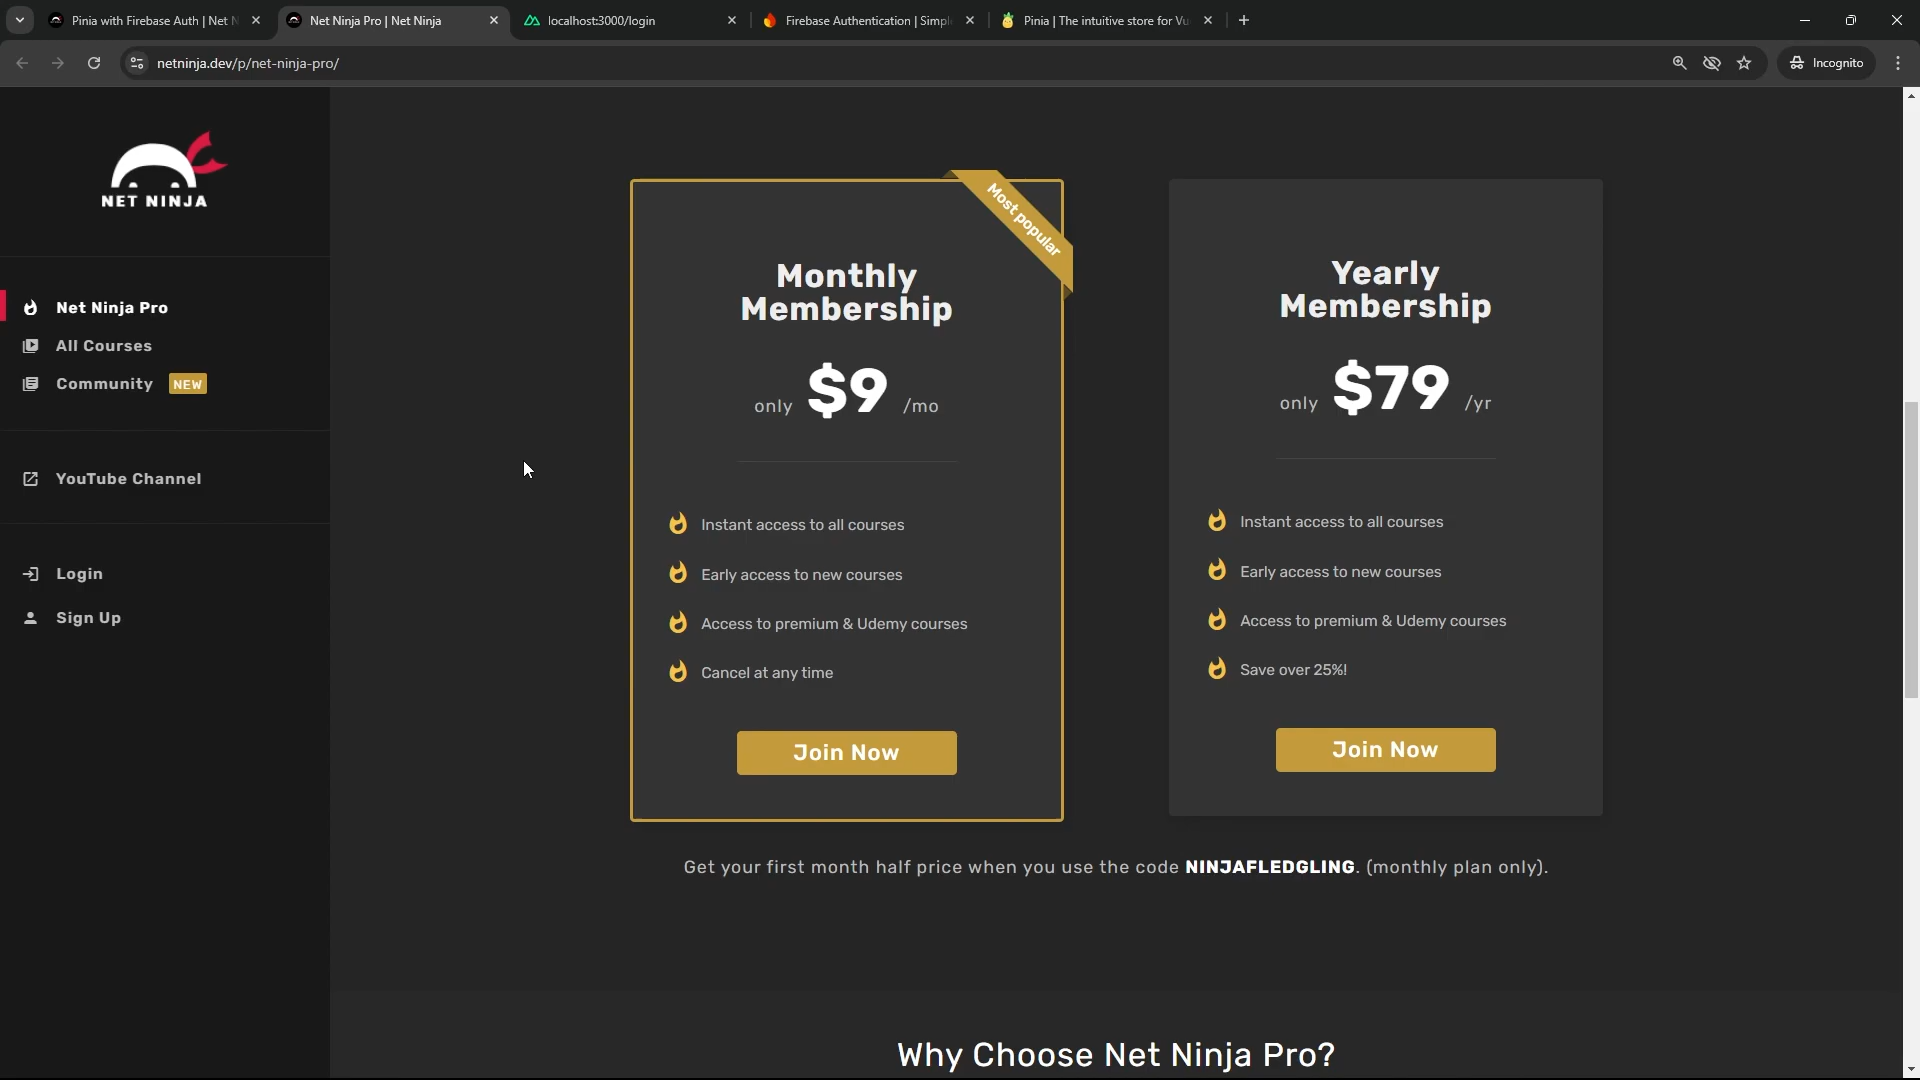 Pinia with Firebase Auth | Net N
Net Ninja Pro | Net Ninja
localhost:3000/login
Firebase Authentication | Simpl
Pinia | The intuitive store for Vu
netninja.dev/p/net-ninja-pro/
Incognito
NET NINJA
Net Ninja Pro
All Courses
Community NEW
YouTube Channel
Login
Sign Up
Most popular
Monthly
Membership
only $9 /mo
Instant access to all courses
Early access to new courses
Access to premium & Udemy courses
Cancel at any time
Join Now
Yearly
Membership
only $79 /yr
Instant access to all courses
Early access to new courses
Access to premium & Udemy courses
Save over 25%!
Join Now
Get your first month half price when you use the code NINJAFLEDGLING. (monthly plan only).
Why Choose Net Ninja Pro?